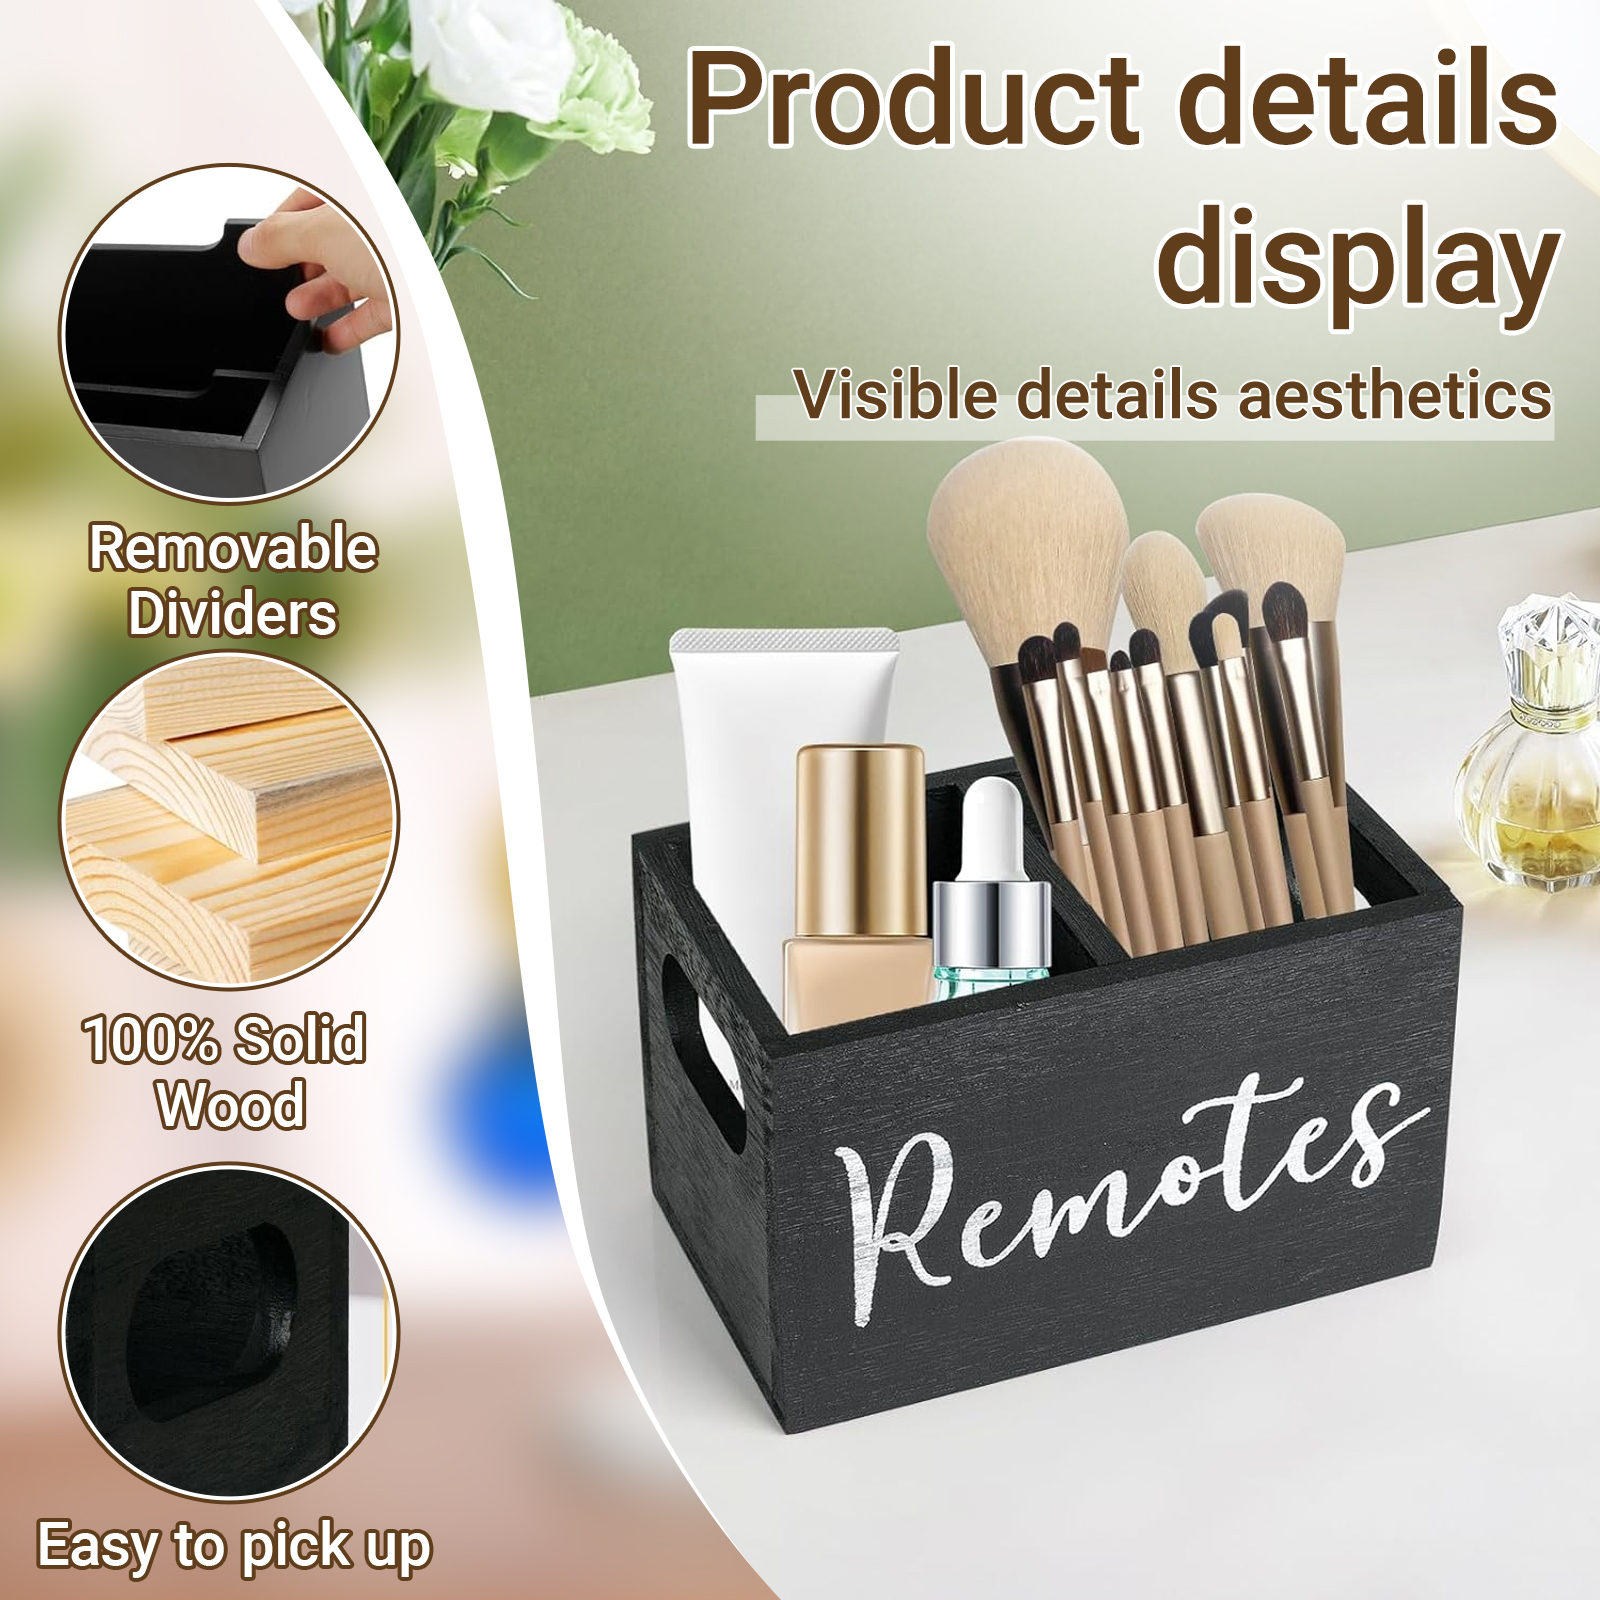 Product details
display
Visible details aesthetics
Removable
Dividers
100% Solid
Wood
Easy to pick up
Remotes